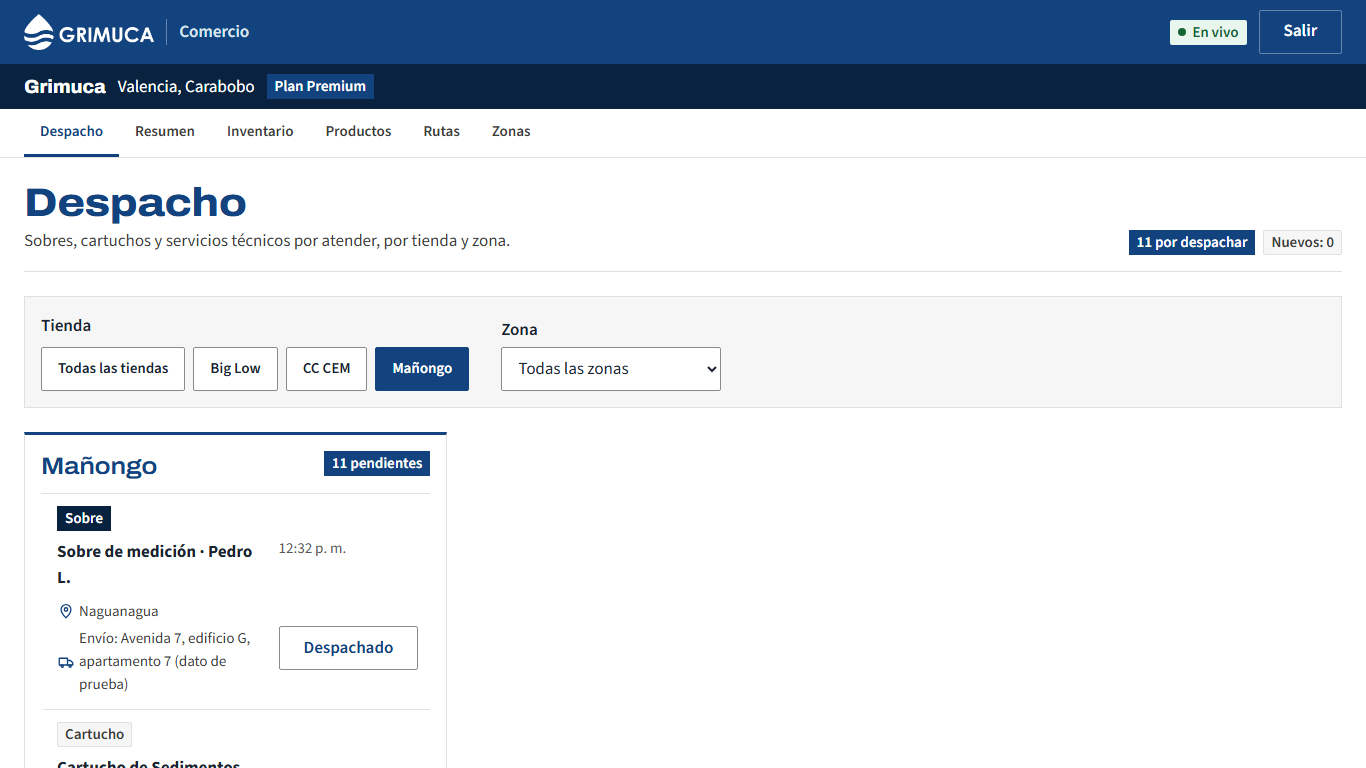 GRIMUCA
Comercio
En vivo
Salir
Grimuca
Valencia, Carabobo
Plan Premium
Despacho
Resumen
Inventario
Productos
Rutas
Zonas
Despacho
Sobres, cartuchos y servicios técnicos por atender, por tienda y zona.
11 por despachar
Nuevos: 0
Tienda
Todas las tiendas
Big Low
CC CEM
Mañongo
Zona
Todas las zonas
Mañongo
11 pendientes
Sobre
Sobre de medición · Pedro
L.
12:32 p. m.
Naguanagua
Envío: Avenida 7, edificio G,
apartamento 7 (dato de
prueba)
Despachado
Cartucho
Cartucho de Sedimentos